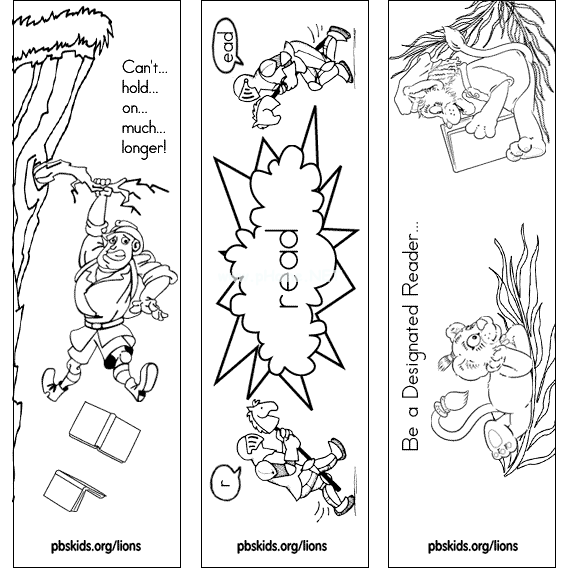 Can't...
hold...
on...
much...
longer!
pbskids.org/lions
r
read
ead
pbskids.org/lions
Be a Designated Reader...
pbskids.org/lions